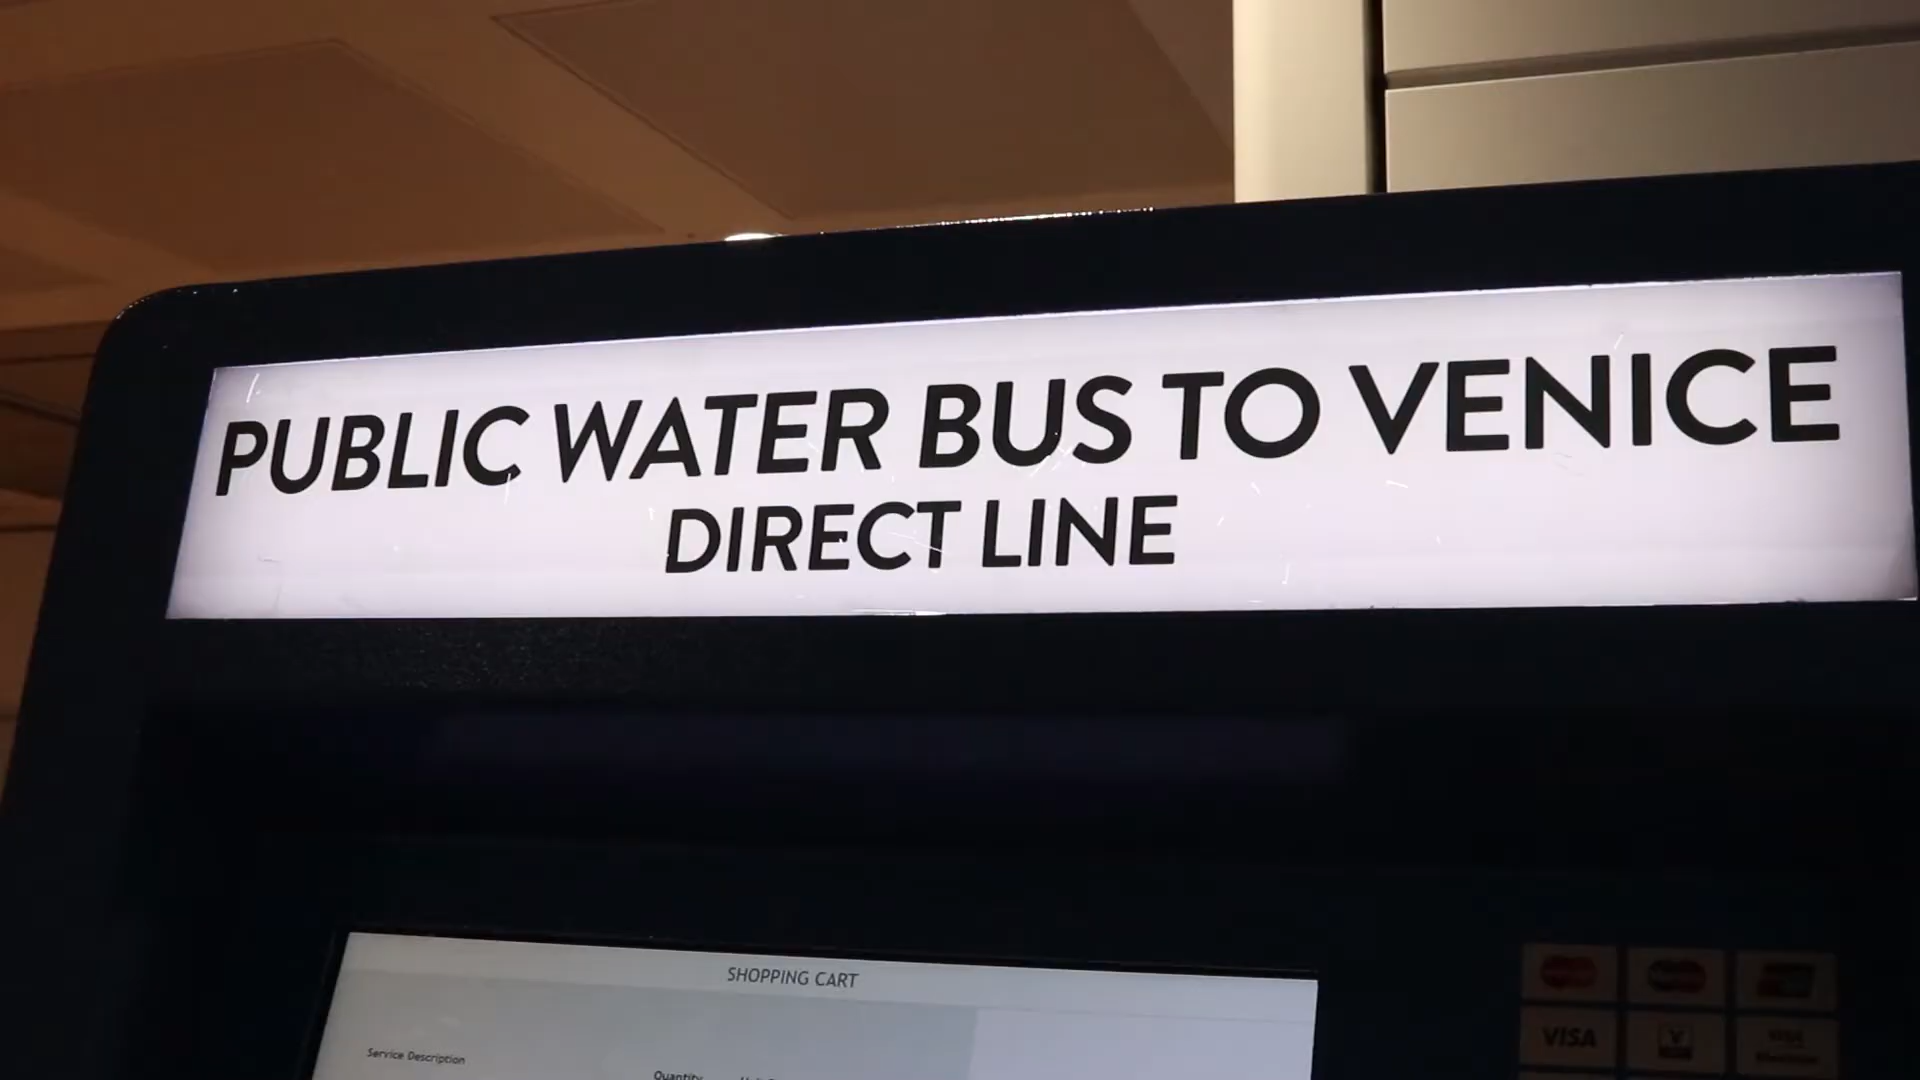 PUBLIC WATER BUS TO VENICE
DIRECT LINE
SHOPPING CART
Service Description
Quantity
VISA